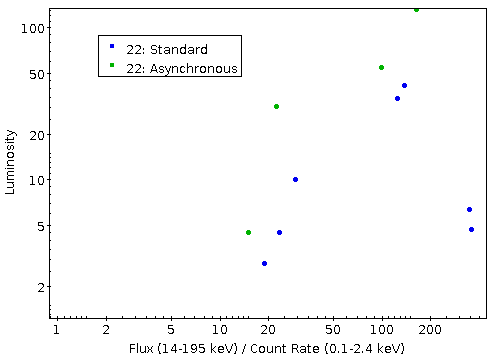 100
50
20
10
5
2
Luminosity
22: Standard
22: Asynchronous
1 2 5 10 15 20 50 100 200
Flux (14-195 keV) / Count Rate (0.1-2.4 keV)